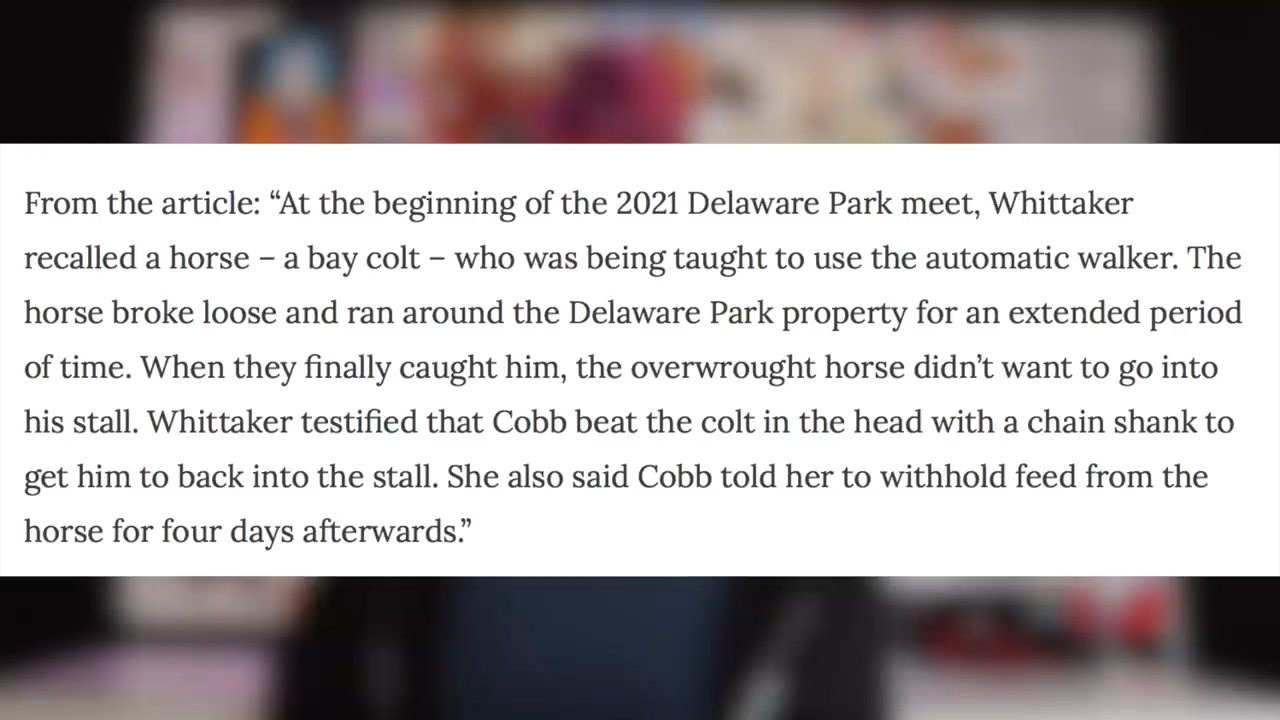 From the article: “At the beginning of the 2021 Delaware Park meet, Whittaker
recalled a horse – a bay colt – who was being taught to use the automatic walker. The
horse broke loose and ran around the Delaware Park property for an extended period
of time. When they finally caught him, the overwrought horse didn’t want to go into
his stall. Whittaker testified that Cobb beat the colt in the head with a chain shank to
get him to back into the stall. She also said Cobb told her to withhold feed from the
horse for four days afterwards.”